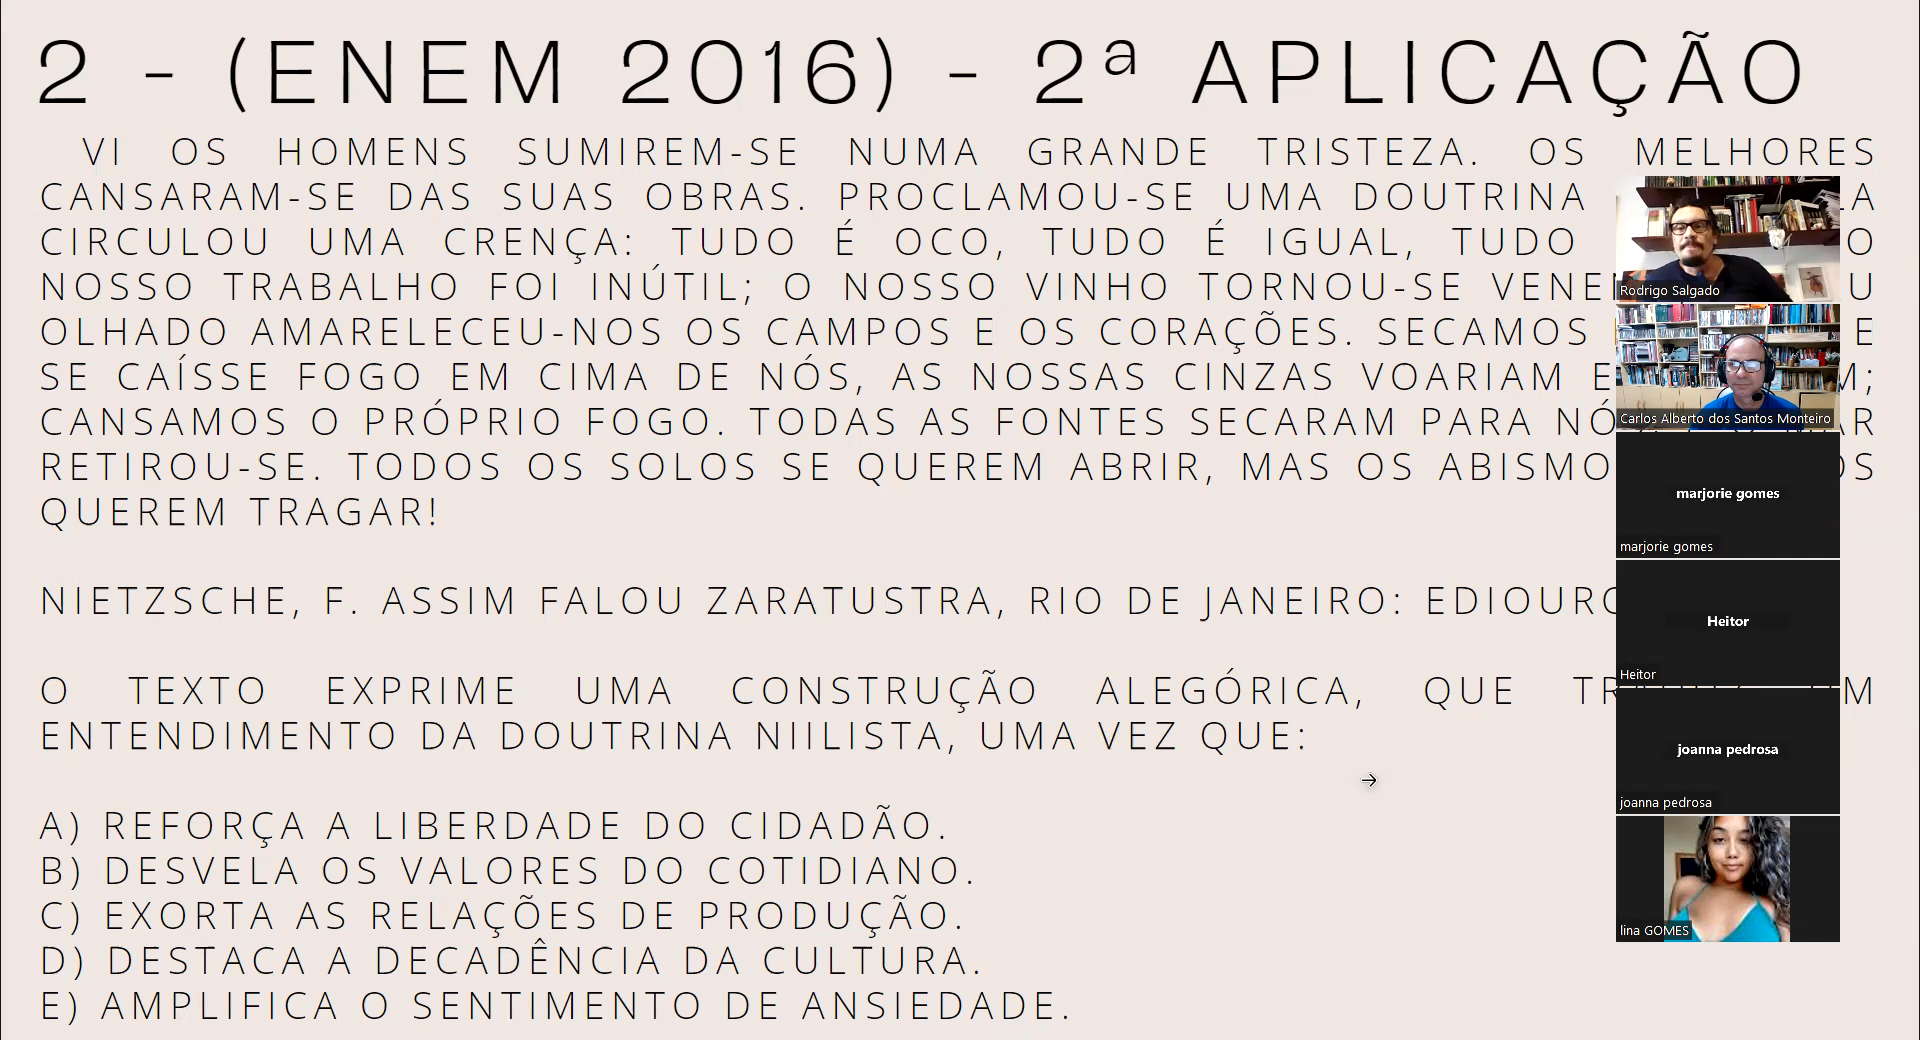 2 - (ENEM 2016) - 2ª APLICAÇÃO
VI OS HOMENS SUMIREM-SE NUMA GRANDE TRISTEZA. OS MELHORES
CANSARAM-SE DAS SUAS OBRAS. PROCLAMOU-SE UMA DOUTRINA
CIRCULOU UMA CRENÇA: TUDO É OCO, TUDO É IGUAL, TUDO O
NOSSO TRABALHO FOI INÚTIL; O NOSSO VINHO TORNOU-SE
OLHADO AMARELECEU-NOS OS CAMPOS E OS CORAÇÕES. SECAMOS E
SE CAÍSSE FOGO EM CIMA DE NÓS, AS NOSSAS CINZAS VOARIAM
CANSAMOS O PRÓPRIO FOGO. TODAS AS FONTES SECARAM PARA
RETIROU-SE. TODOS OS SOLOS SE QUEREM ABRIR, MAS OS
QUEREM TRAGAR!
NIETZSCHE, F. ASSIM FALOU ZARATUSTRA, RIO DE JANEIRO: EDIOURO
O TEXTO EXPRIME UMA CONSTRUÇÃO ALEGÓRICA, QUE
ENTENDIMENTO DA DOUTRINA NIILISTA, UMA VEZ QUE:
A) REFORÇA A LIBERDADE DO CIDADÃO.
B) DESVELA OS VALORES DO COTIDIANO.
C) EXORTA AS RELAÇÕES DE PRODUÇÃO.
D) DESTACA A DECADÊNCIA DA CULTURA.
E) AMPLIFICA O SENTIMENTO DE ANSIEDADE.
Rodrigo Salgado
Carlos Alberto dos Santos Monteiro
marjorie gomes
marjorie gomes
Heitor
Heitor
joanna pedrosa
joanna pedrosa
lina GOMES